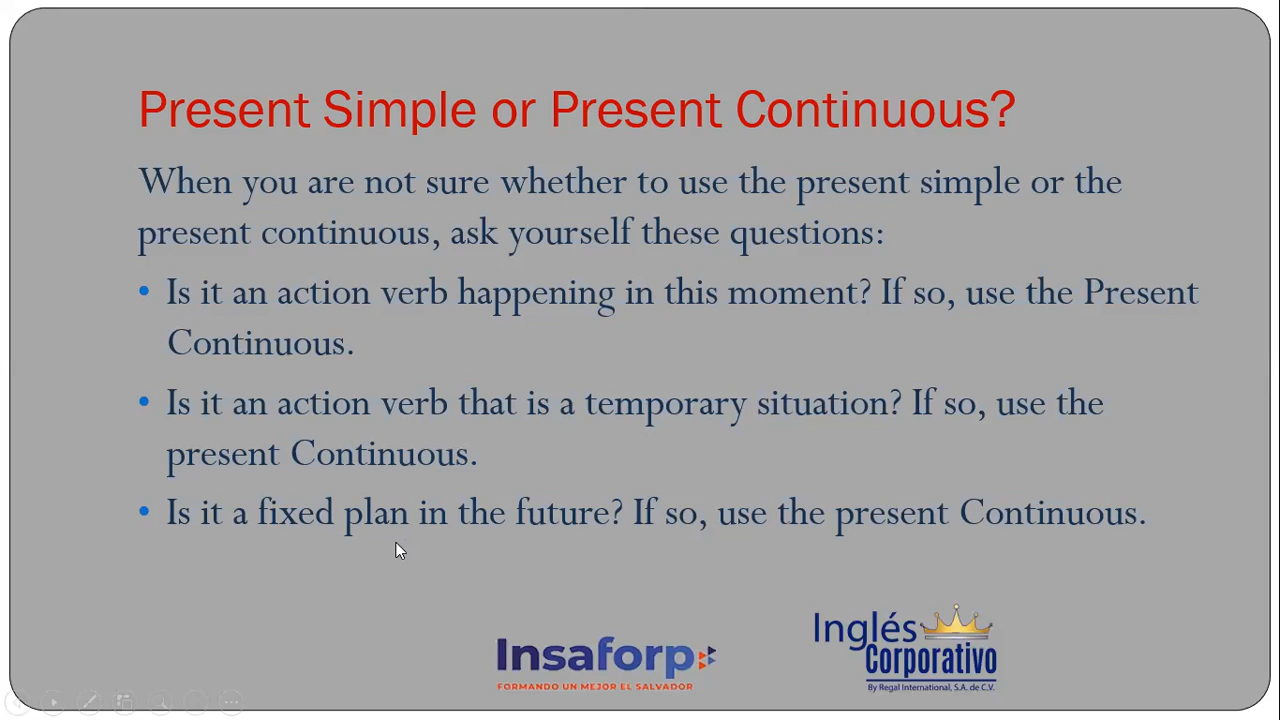 Present Simple or Present Continuous?
When you are not sure whether to use the present simple or the
present continuous, ask yourself these questions:
• Is it an action verb happening in this moment? If so, use the Present
Continuous.
• Is it an action verb that is a temporary situation? If so, use the
present Continuous.
• Is it a fixed plan in the future? If so, use the present Continuous.
Insaforp
FORMANDO UN MEJOR EL SALVADOR
Inglés
Corporativo
By Regal International, S.A. de C.V.